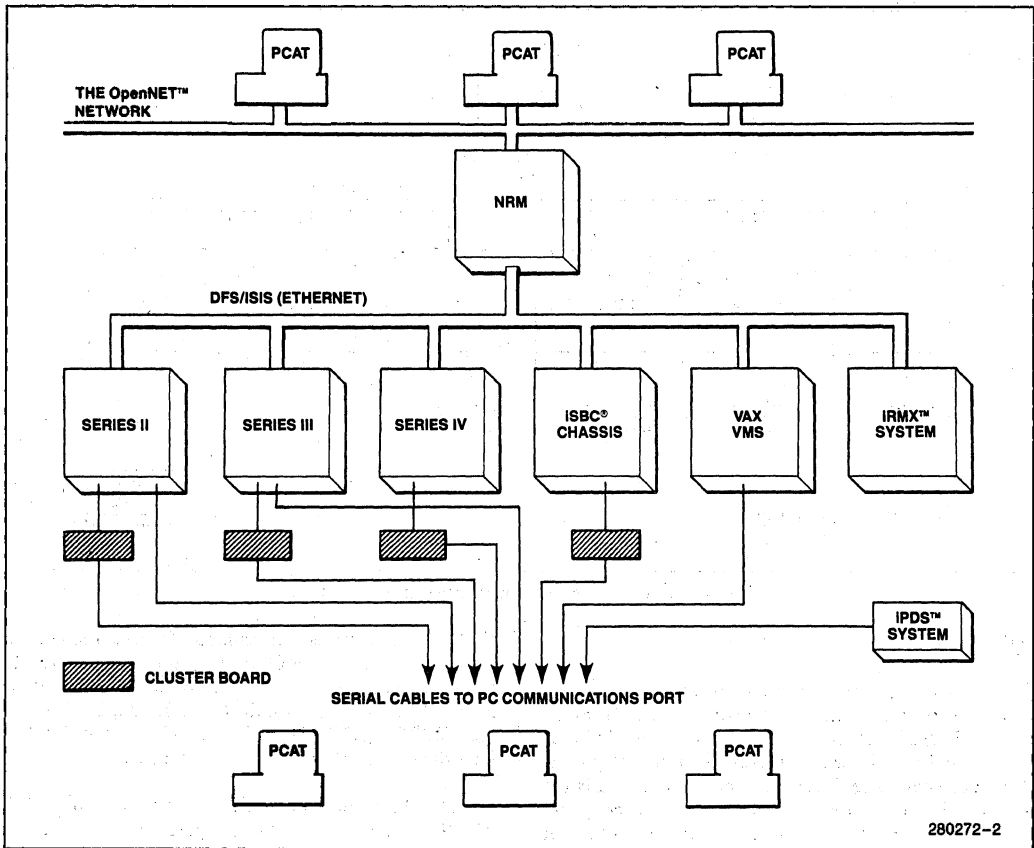 PCAT
PCAT
PCAT
THE OpenNET™
NETWORK
NRM
DFS/ISIS (ETHERNET)
SERIES II
SERIES III
SERIES IV
iSBC®
CHASSIS
VAX
VMS
iRMX™
SYSTEM
iPDS™
SYSTEM
CLUSTER BOARD
SERIAL CABLES TO PC COMMUNICATIONS PORT
PCAT
PCAT
PCAT
280272-2